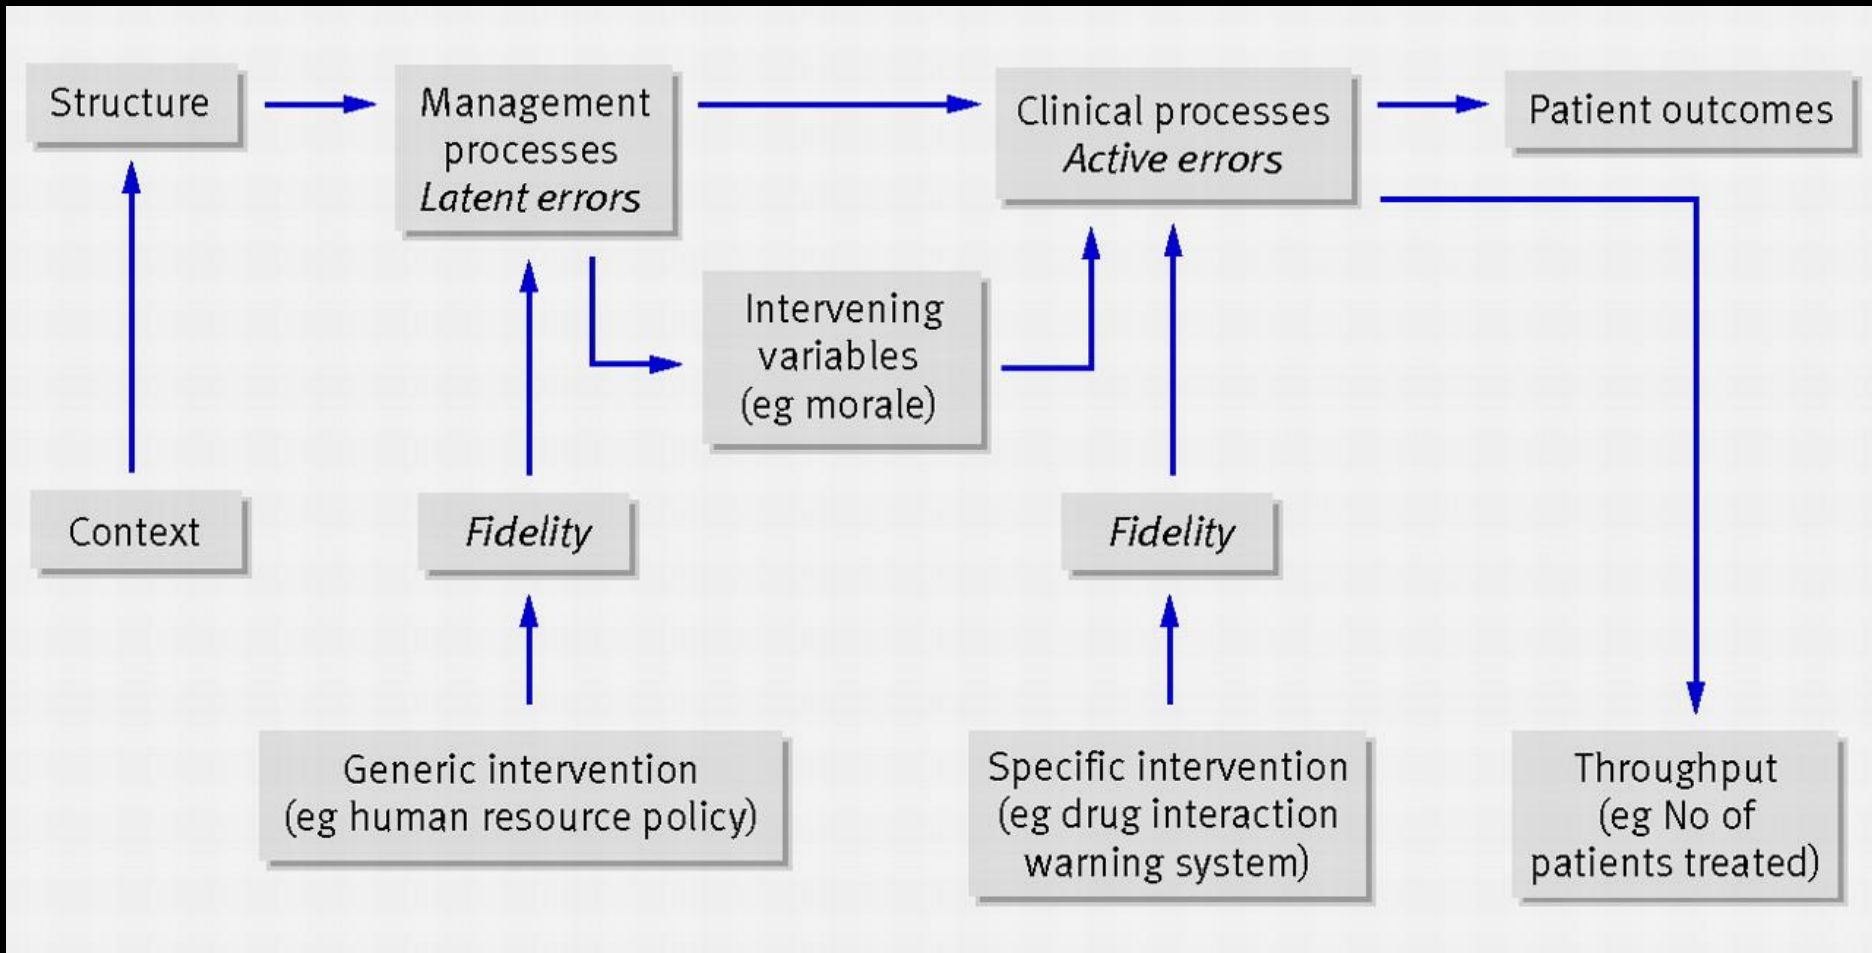 Structure
Management
processes
Latent errors
Clinical processes
Active errors
Patient outcomes
Intervening
variables
(eg morale)
Context
Fidelity
Fidelity
Generic intervention
(eg human resource policy)
Specific intervention
(eg drug interaction
warning system)
Throughput
(eg No of
patients treated)